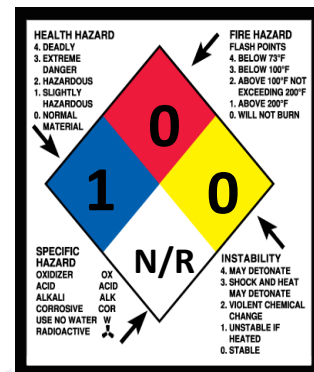 HEALTH HAZARD
4. DEADLY
3. EXTREME
DANGER
2. HAZARDOUS
1. SLIGHTLY
HAZARDOUS
0. NORMAL
MATERIAL
FIRE HAZARD
FLASH POINTS
4. BELOW 73°F
3. BELOW 100°F
2. ABOVE 100°F NOT
EXCEEDING 200°F
1. ABOVE 200°F
0. WILL NOT BURN
0
1
0
N/R
SPECIFIC
HAZARD
OXIDIZER OX
ACID ACID
ALKALI ALK
CORROSIVE COR
USE NO WATER W
RADIOACTIVE
INSTABILITY
4. MAY DETONATE
3. SHOCK AND HEAT
MAY DETONATE
2. VIOLENT CHEMICAL
CHANGE
1. UNSTABLE IF
HEATED
0. STABLE